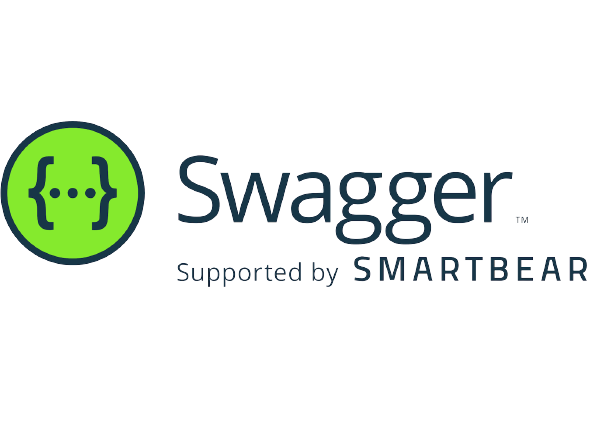 {...}
Swagger™
Supported by SMARTBEAR